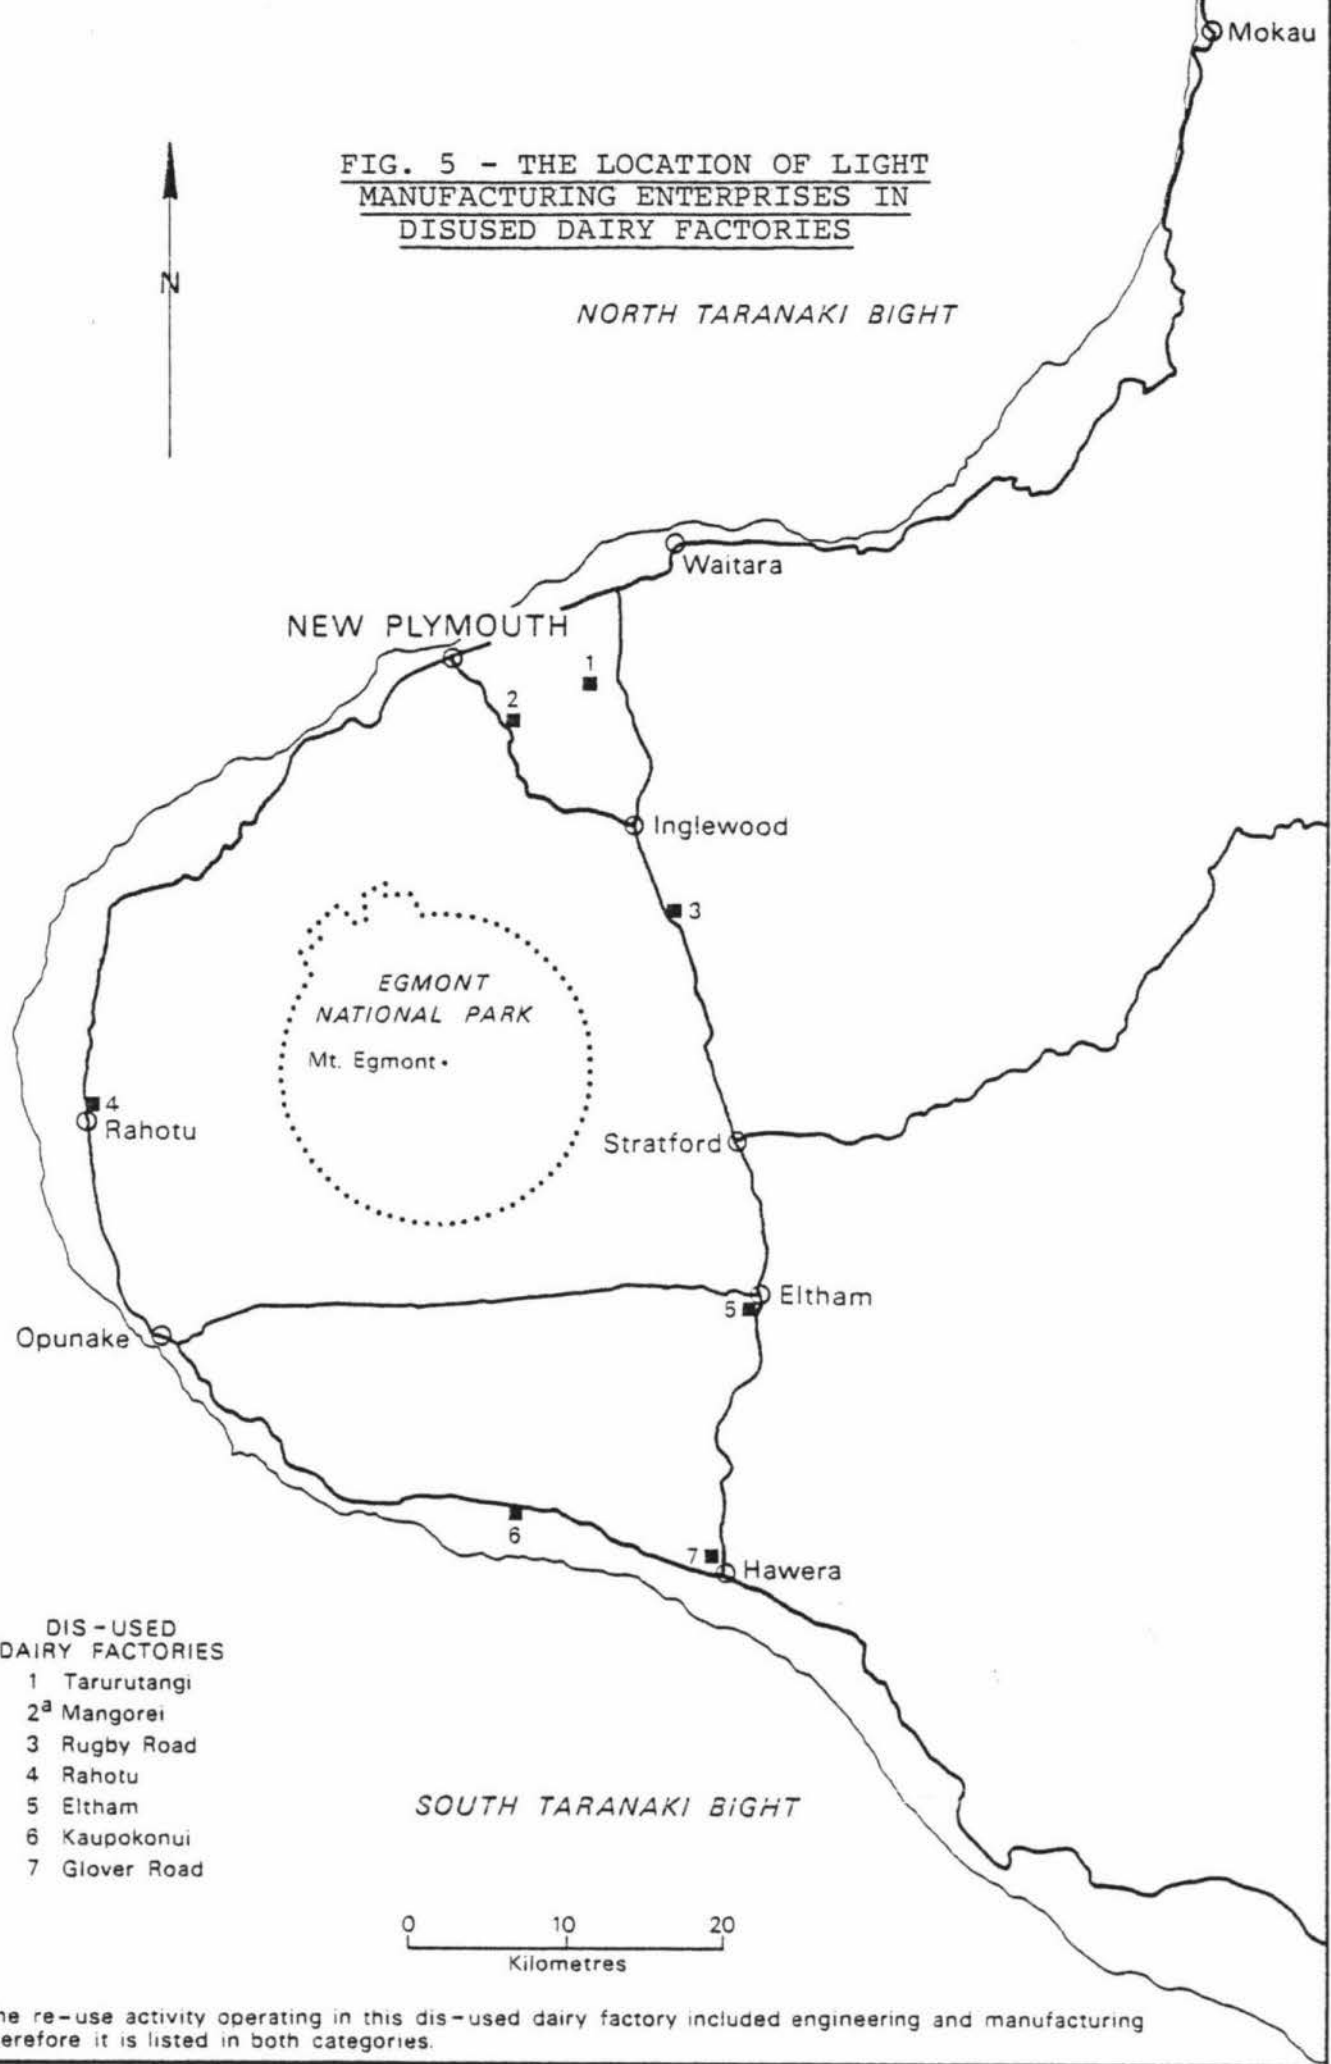 Mokau
FIG. 5 - THE LOCATION OF LIGHT
MANUFACTURING ENTERPRISES IN
DISUSED DAIRY FACTORIES
N
NORTH TARANAKI BIGHT
Waitara
NEW PLYMOUTH
1
2
Inglewood
3
EGMONT
NATIONAL PARK
Mt. Egmont
4
Rahotu
Stratford
Eltham
5
Opunake
6
7
Hawera
DIS-USED
DAIRY FACTORIES
1 Tarurutangi
2a Mangorei
3 Rugby Road
4 Rahotu
5 Eltham
6 Kaupokonui
7 Glover Road
SOUTH TARANAKI BIGHT
0 10 20
Kilometres
re-use activity operating in this dis-used dairy factory included engineering and manufacturing
it is listed in both categories.